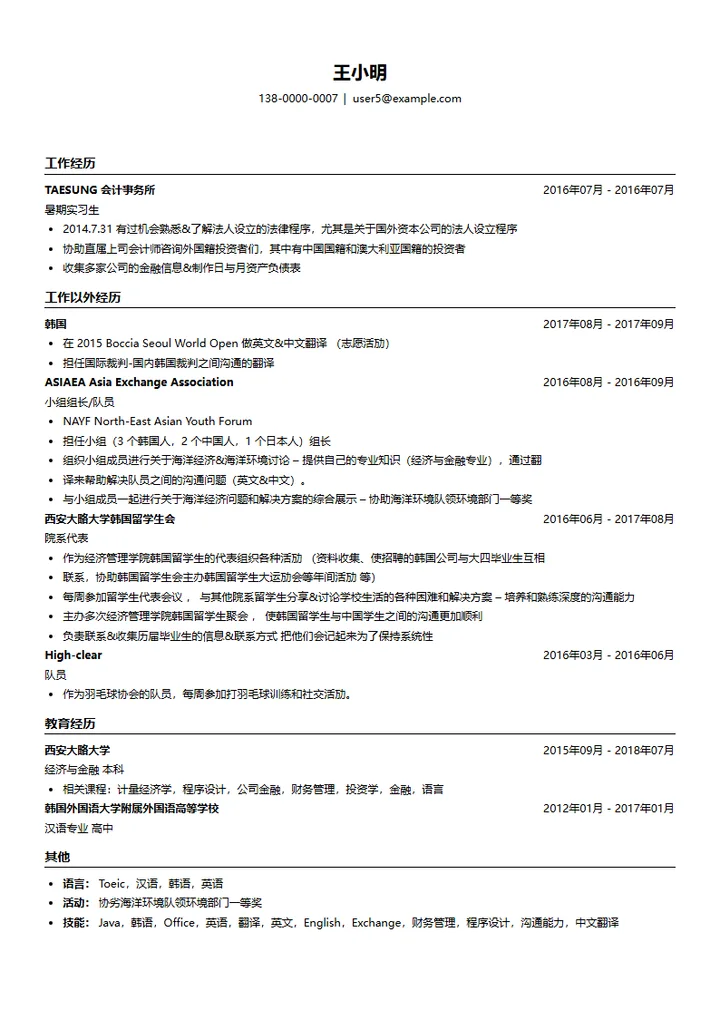 王小明
138-0000-0007 | user5@example.com
工作经历
TAESUNG 会计事务所 2016年07月 - 2016年07月
暑期实习生
• 2014.7.31 有过机会熟悉&了解法人设立的法律程序，尤其是关于国外资本公司的法人设立程序
• 协助直属上司会计师咨询外国籍投资者们，其中有中国国籍和澳大利亚国籍的投资者
• 收集多家公司的金融信息&制作日与月资产负债表
工作以外经历
韩国 2017年08月 - 2017年09月
• 在 2015 Boccia Seoul World Open 做英文&中文翻译 （志愿活动）
• 担任国际裁判-国内韩国裁判之间沟通的翻译
ASIAEA Asia Exchange Association 2016年08月 - 2016年09月
小组组长/队员
• NAYF North-East Asian Youth Forum
• 担任小组（3 个韩国人，2 个中国人，1 个日本人）组长
• 组织小组成员进行关于海洋经济&海洋环境讨论 – 提供自己的专业知识（经济与金融专业），通过翻
• 译来帮助解决队员之间的沟通问题（英文&中文）。
• 与小组成员一起进行关于海洋经济问题和解决方案的综合展示 – 协助海洋环境队领环境部门一等奖
西安大路大学韩国留学生会 2016年06月 - 2017年08月
院系代表
• 作为经济管理学院韩国留学生的代表组织各种活动 （资料收集、使招聘的韩国公司与大四毕业生互相
• 联系，协助韩国留学生会主办韩国留学生大运动会等年间活动 等）
• 每周参加留学生代表会议 ， 与其他院系留学生分享&讨论学校生活的各种困难和解决方案 – 培养和熟练深度的沟通能力
• 主办多次经济管理学院韩国留学生聚会 ， 使韩国留学生与中国学生之间的沟通更加顺利
• 负责联系&收集历届毕业生的信息&联系方式 把他们会记起来为了保持系统性
High-clear 2016年03月 - 2016年06月
队员
• 作为羽毛球协会的队员，每周参加打羽毛球训练和社交活动。
教育经历
西安大路大学 2015年09月 - 2018年07月
经济与金融 本科
• 相关课程：计量经济学，程序设计，公司金融，财务管理，投资学，金融，语言
韩国外国语大学附属外国语高等学校 2012年01月 - 2017年01月
汉语专业 高中
其他
• 语言： Toeic，汉语，韩语，英语
• 活动： 协劣海洋环境队领环境部门一等奖
• 技能： Java，韩语，Office，英语，翻译，英文，English，Exchange，财务管理，程序设计，沟通能力，中文翻译